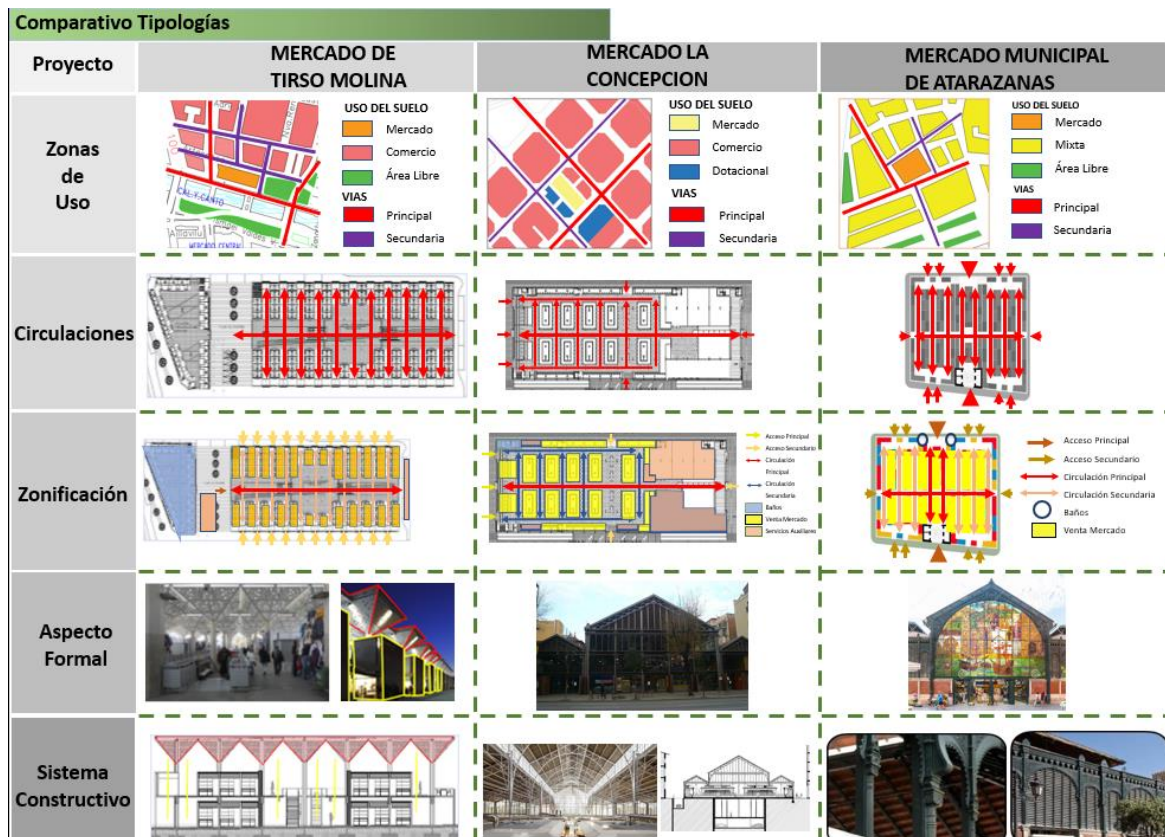 Comparativo Tipologías
Proyecto
MERCADO DE
TIRSO MOLINA
MERCADO LA
CONCEPCION
MERCADO MUNICIPAL
DE ATARAZANAS
Zonas
de
Uso
USO DEL SUELO
Mercado
Comercio
Área Libre
VIAS
Principal
Secundaria
CAL Y CANTO
MERCADO CENTRAL
USO DEL SUELO
Mercado
Comercio
Dotacional
VIAS
Principal
Secundaria
USO DEL SUELO
Mercado
Mixta
Área Libre
VIAS
Principal
Secundaria
Circulaciones
Zonificación
Acceso Principal
Acceso Secundario
Circulación
Principal
Circulación
Secundaria
Baños
Venta Mercado
Servicios Auxiliares
Acceso Principal
Acceso Secundario
Circulación Principal
Circulación Secundaria
Baños
Venta Mercado
Aspecto
Formal
Sistema
Constructivo